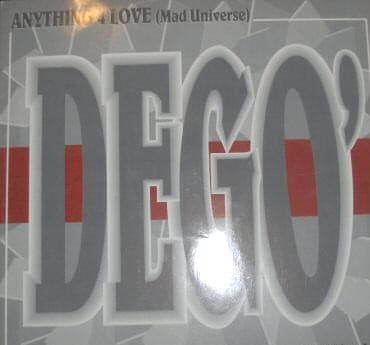 ANYTHING 4 LOVE (Mad Universe)
DEGO'